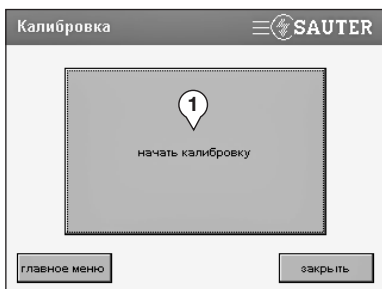 Калибровка SAUTER
1
начать калибровку
главное меню закрыть